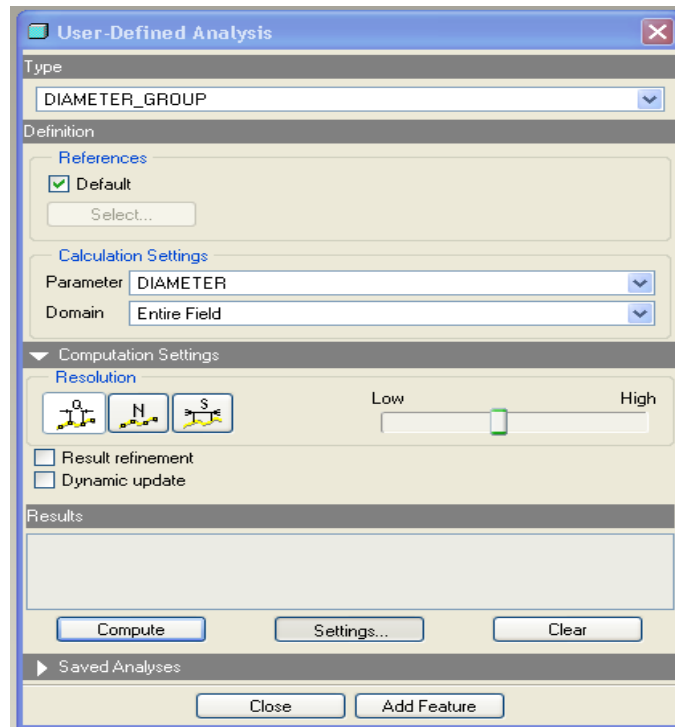 User-Defined Analysis
Type
DIAMETER_GROUP
Definition
References
Default
Select...
Calculation Settings
Parameter DIAMETER
Domain Entire Field
Computation Settings
Resolution
Q N S
Low High
Result refinement
Dynamic update
Results
Compute Settings... Clear
Saved Analyses
Close Add Feature